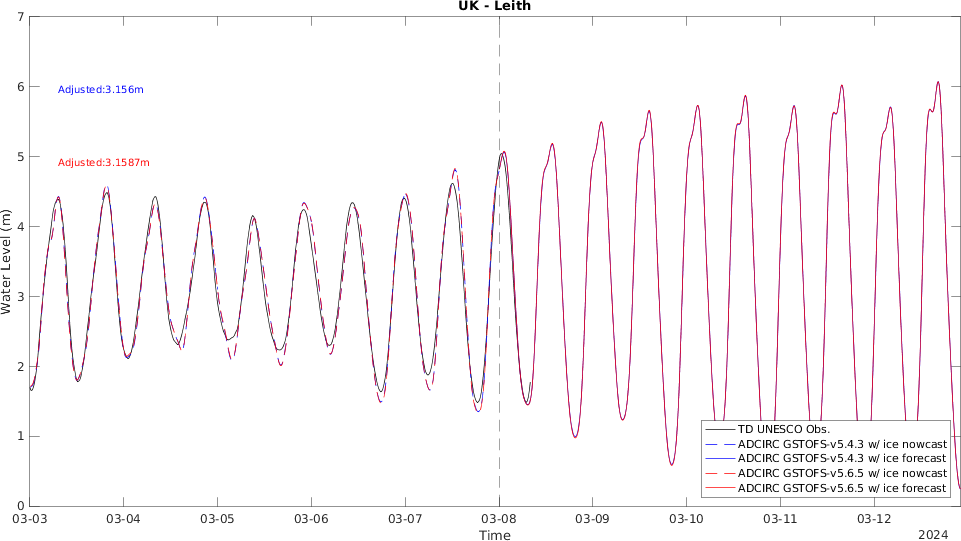 UK - Leith
7
6
5
4
3
2
1
0
Water Level (m)
Adjusted:3.156m
Adjusted:3.1587m
TD UNESCO Obs.
ADCIRC GSTOFS-v5.4.3 w/ ice nowcast
ADCIRC GSTOFS-v5.4.3 w/ ice forecast
ADCIRC GSTOFS-v5.6.5 w/ ice nowcast
ADCIRC GSTOFS-v5.6.5 w/ ice forecast
03-03 03-04 03-05 03-06 03-07 03-08 03-09 03-10 03-11 03-12
Time
2024